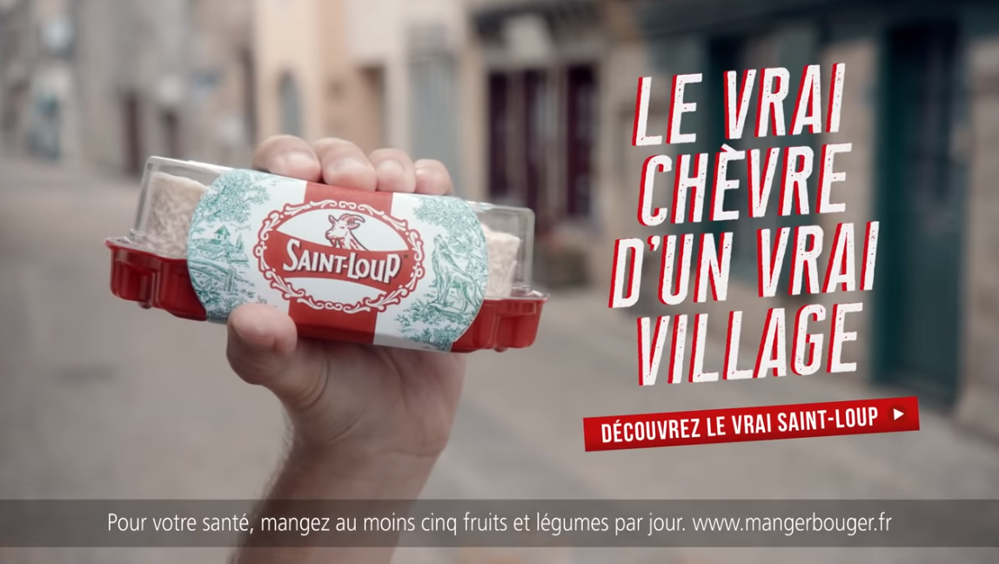 SAINT-LOUP
LE VRAI
CHÈVRE
D'UN VRAI
VILLAGE
DÉCOUVREZ LE VRAI SAINT-LOUP
Pour votre santé, mangez au moins cinq fruits et légumes par jour. www.mangerbouger.fr